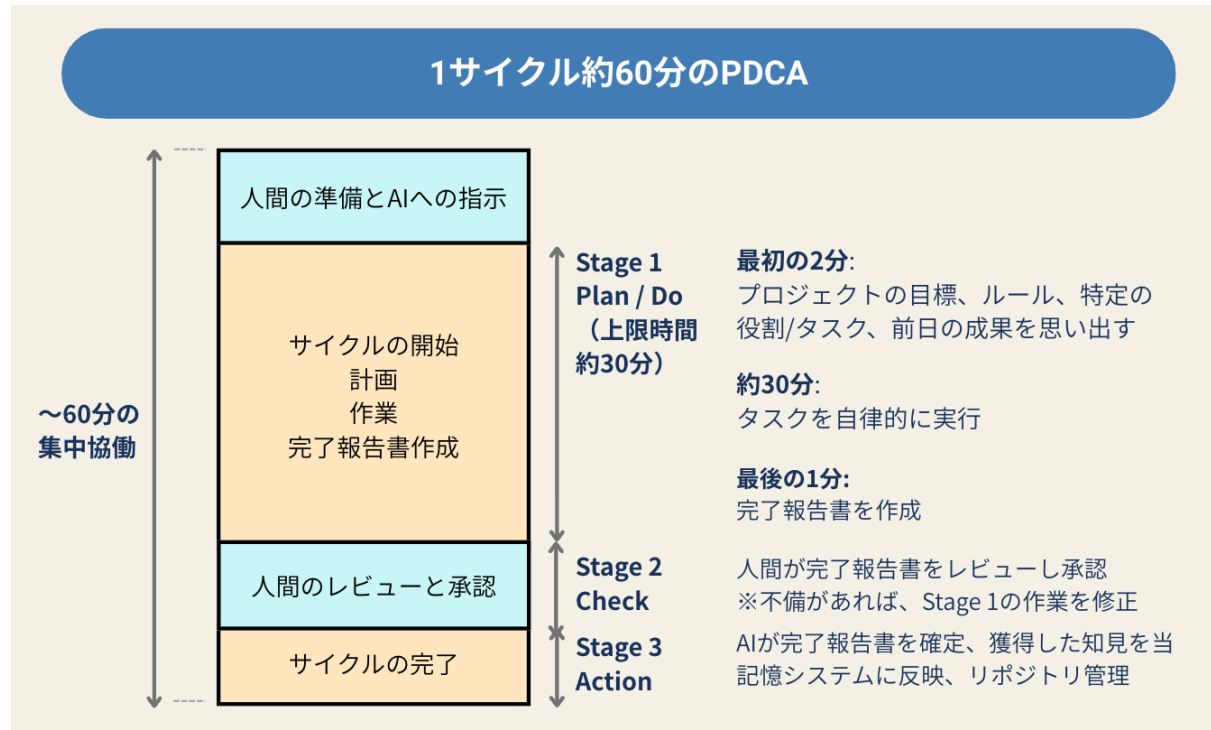 1サイクル約60分のPDCA
〜60分の
集中協働
人間の準備とAIへの指示
サイクルの開始
計画
作業
完了報告書作成
人間のレビューと承認
サイクルの完了
Stage 1
Plan / Do
（上限時間
約30分）
最初の2分:
プロジェクトの目標、ルール、特定の
役割/タスク、前日の成果を思い出す
約30分:
タスクを自律的に実行
最後の1分:
完了報告書を作成
Stage 2
Check
人間が完了報告書をレビューし承認
※不備があれば、Stage 1の作業を修正
Stage 3
Action
AIが完了報告書を確定、獲得した知見を当
記憶システムに反映、リポジトリ管理